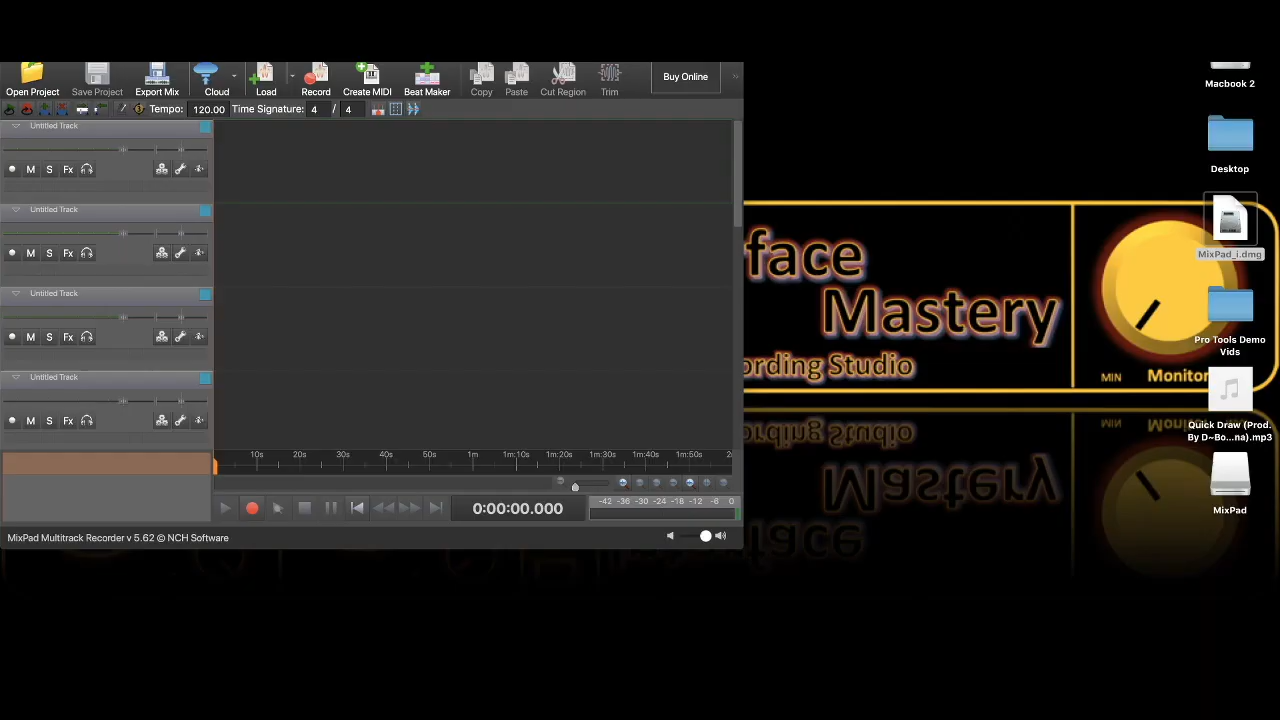 Open Project Save Project Export Mix Cloud Load Record Create MIDI Beat Maker Copy Paste Cut Region Trim Buy Online
Tempo: 120.00 Time Signature: 4 / 4
Untitled Track
M S Fx
Untitled Track
M S Fx
Untitled Track
M S Fx
Untitled Track
M S Fx
10s 20s 30s 40s 50s 1m 1m:10s 1m:20s 1m:30s 1m:40s 1m:50s
0:00:00.000
-42 -36 -30 -24 -18 -12 -6 0
MixPad Multitrack Recorder v 5.62 © NCH Software
face
Mastery
ording Studio
MIN Monitor
Macbook 2
Desktop
MixPad_i.dmg
Pro Tools Demo
Vids
Quick Draw (Prod.
By D~Bo...na).mp3
MixPad